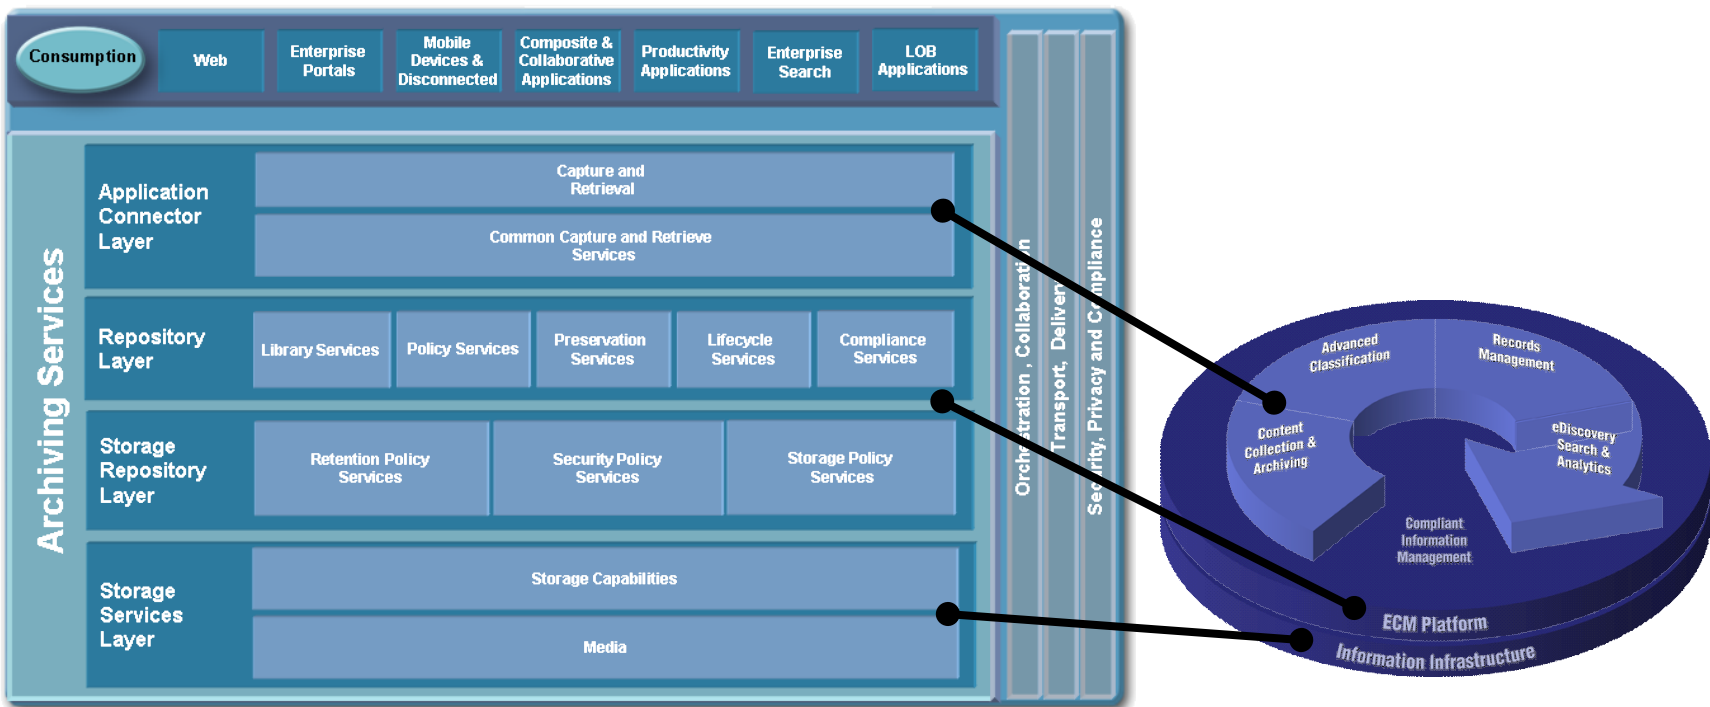 Consumption
Web
Enterprise
Portals
Mobile
Devices &
Disconnected
Composite &
Collaborative
Applications
Productivity
Applications
Enterprise
Search
LOB
Applications
Archiving Services
Application
Connector
Layer
Capture and
Retrieval
Common Capture and Retrieve
Services
Repository
Layer
Library Services
Policy Services
Preservation
Services
Lifecycle
Services
Compliance
Services
Storage
Repository
Layer
Retention Policy
Services
Security Policy
Services
Storage Policy
Services
Storage
Services
Layer
Storage Capabilities
Media
Orchestration , Collaboration
Transport, Delivery
Security, Privacy and Compliance
Advanced
Classification
Records
Management
Content
Collection &
Archiving
eDiscovery
Search &
Analytics
Compliant
Information
Management
ECM Platform
Information Infrastructure